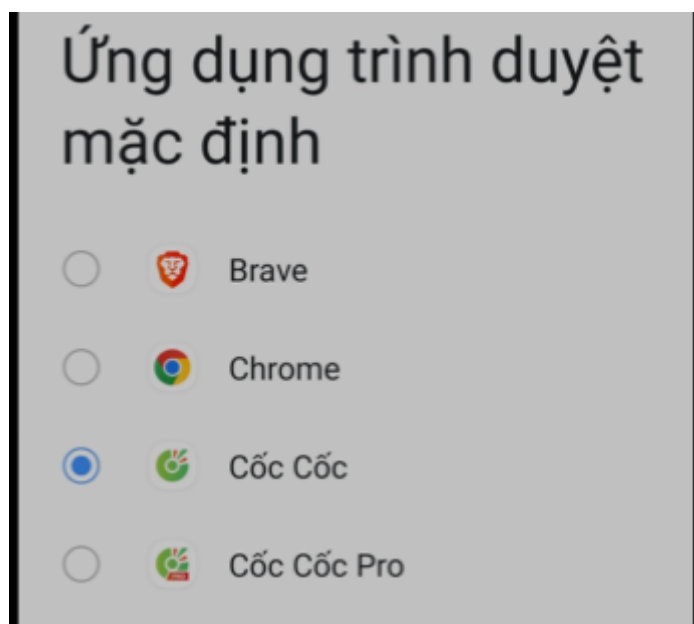 Ứng dụng trình duyệt
mặc định
Brave
Chrome
Cốc Cốc
Cốc Cốc Pro